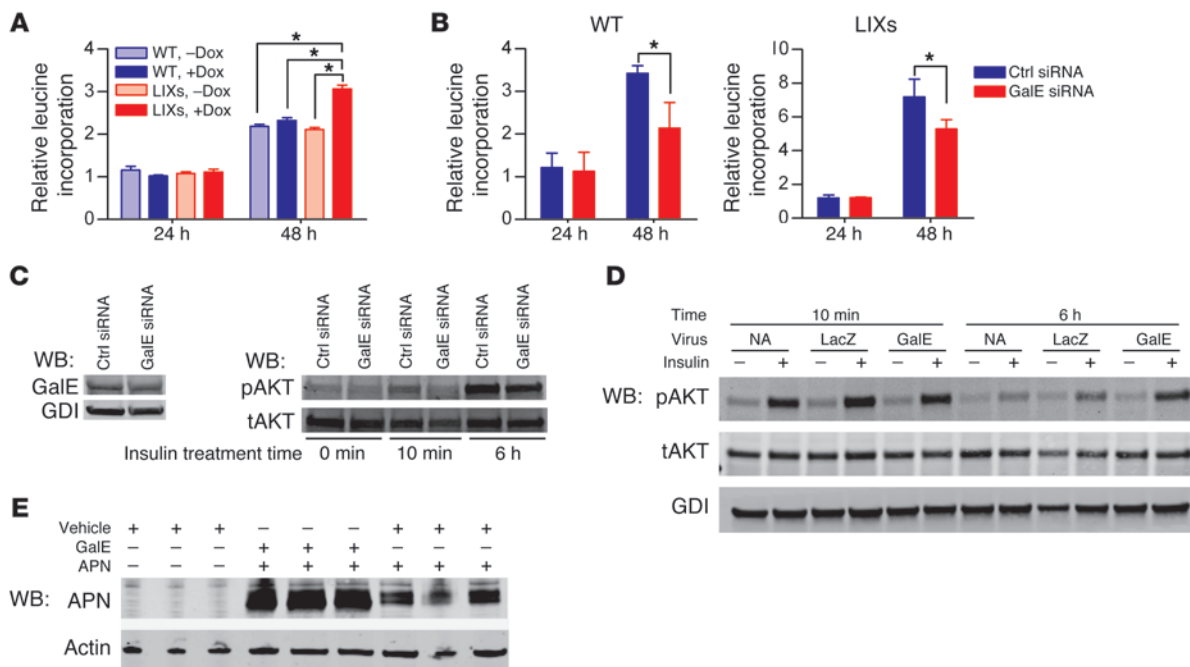 A
Relative leucine incorporation
4
3
2
1
0
WT, –Dox
WT, +Dox
LIXs, –Dox
LIXs, +Dox
*
*
*
24 h
48 h
B
WT
Relative leucine incorporation
4
3
2
1
0
*
24 h
48 h
LIXs
Relative leucine incorporation
10
8
6
4
2
0
*
24 h
48 h
Ctrl siRNA
GalE siRNA
C
WB:
Ctrl siRNA
GalE siRNA
GalE
GDI
WB:
Ctrl siRNA
GalE siRNA
Ctrl siRNA
GalE siRNA
Ctrl siRNA
GalE siRNA
pAKT
tAKT
Insulin treatment time 0 min 10 min 6 h
D
Time 10 min 6 h
Virus NA LacZ GalE NA LacZ GalE
Insulin – + – + – + – + – + – +
WB: pAKT
tAKT
GDI
E
Vehicle + + + – – – + + +
GalE – – – + + + – – –
APN – – – + + + + + +
WB: APN
Actin